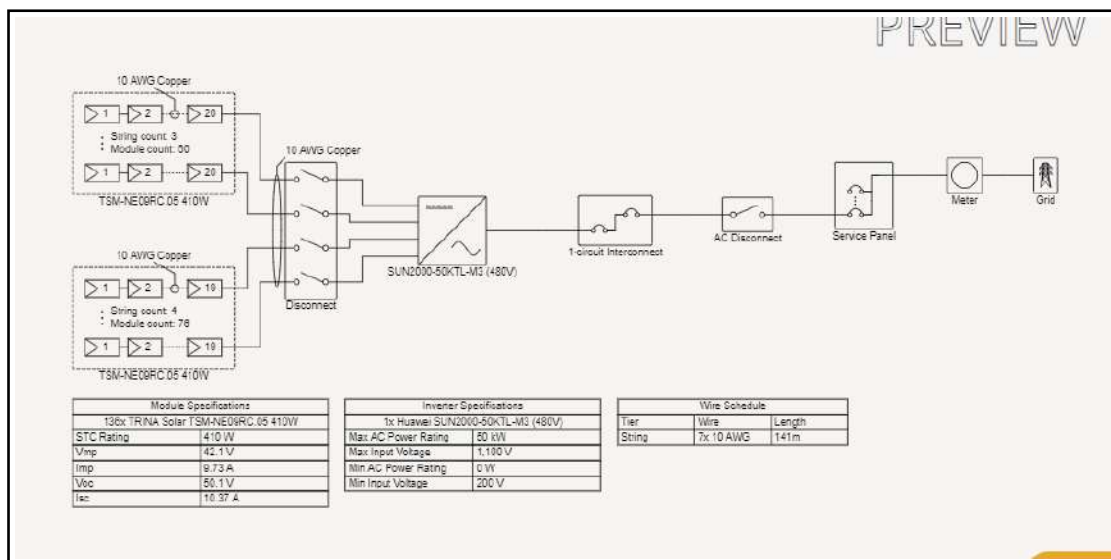 PREVIEW
10 AWG Copper
1 2 20
String count: 3
Module count: 60
1 2 20
TSM-NE09RC.05 410W
10 AWG Copper
Disconnect
10 AWG Copper
1 2 19
String count: 4
Module count: 76
1 2 19
TSM-NE09RC.05 410W
SUN2000-50KTL-M3 (480V)
1-circuit Interconnect
AC Disconnect
Service Panel
Meter
Grid
Module Specifications
136x TRINA Solar TSM-NE09RC.05 410W
STC Rating 410 W
Vmp 42.1 V
Imp 9.73 A
Voc 50.1 V
Isc 10.37 A
Inverter Specifications
1x Huawei SUN2000-50KTL-M3 (480V)
Max AC Power Rating 50 kW
Max Input Voltage 1,100 V
Min AC Power Rating 0 W
Min Input Voltage 200 V
Wire Schedule
Tier Wire Length
String 7x 10 AWG 141m